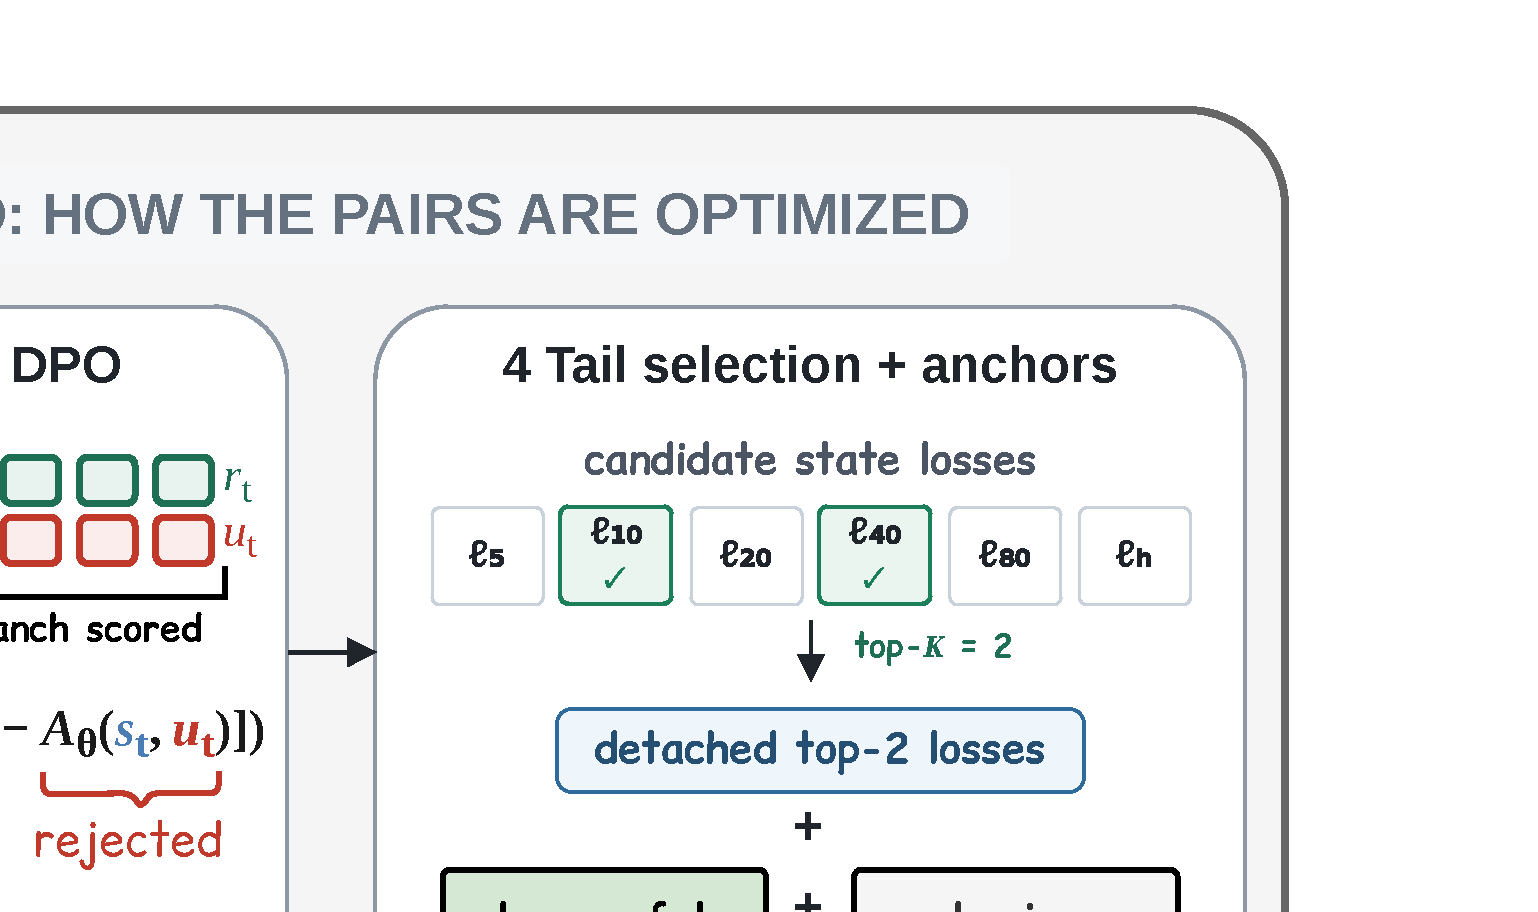 : HOW THE PAIRS ARE OPTIMIZED
DPO
r_t
u_t
scored
− A_θ(s_t, u_t)])
rejected
4 Tail selection + anchors
candidate state losses
ℓ5 ℓ10 ℓ20 ℓ40 ℓ80 ℓh
✓ ✓
top-K = 2
detached top-2 losses
+
+